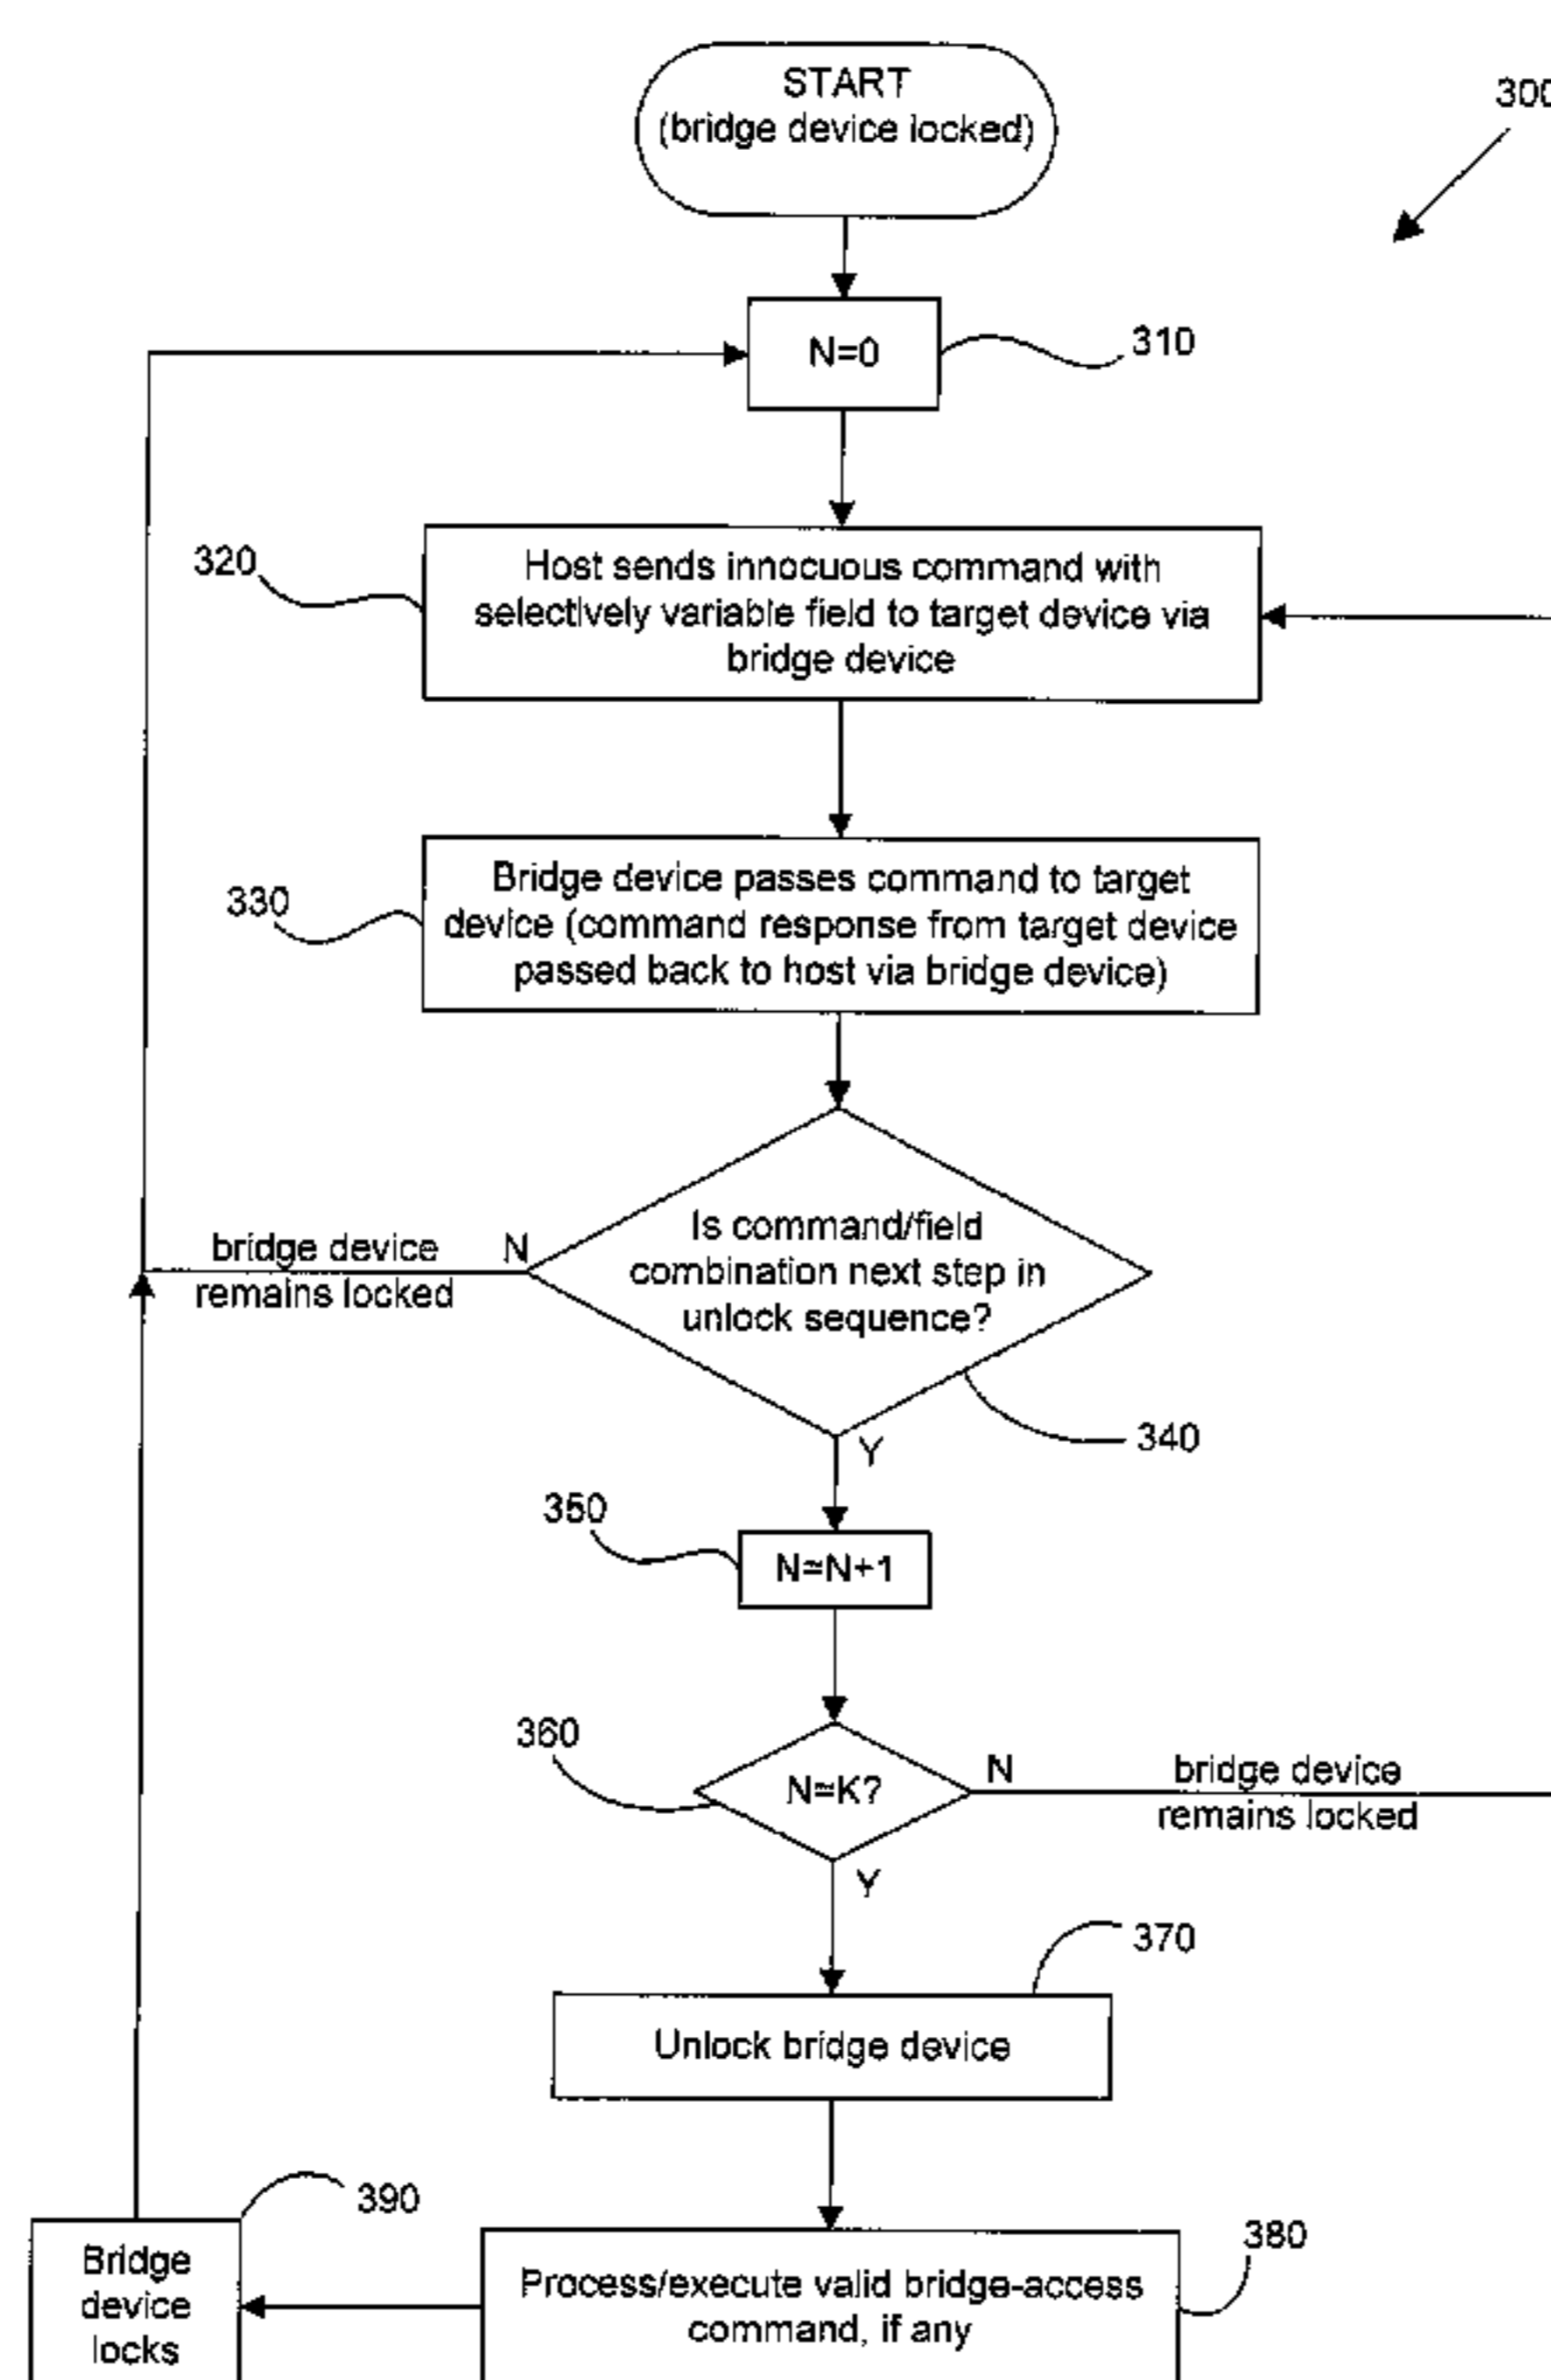 START
(bridge device locked)
300
N=0
310
320
Host sends innocuous command with
selectively variable field to target device via
bridge device
330
Bridge device passes command to target
device (command response from target device
passed back to host via bridge device)
bridge device
remains locked
N
Is command/field
combination next step in
unlock sequence?
340
Y
350
N=N+1
360
N=K?
N
bridge device
remains locked
Y
370
Unlock bridge device
390
Bridge
device
locks
380
Process/execute valid bridge-access
command, if any